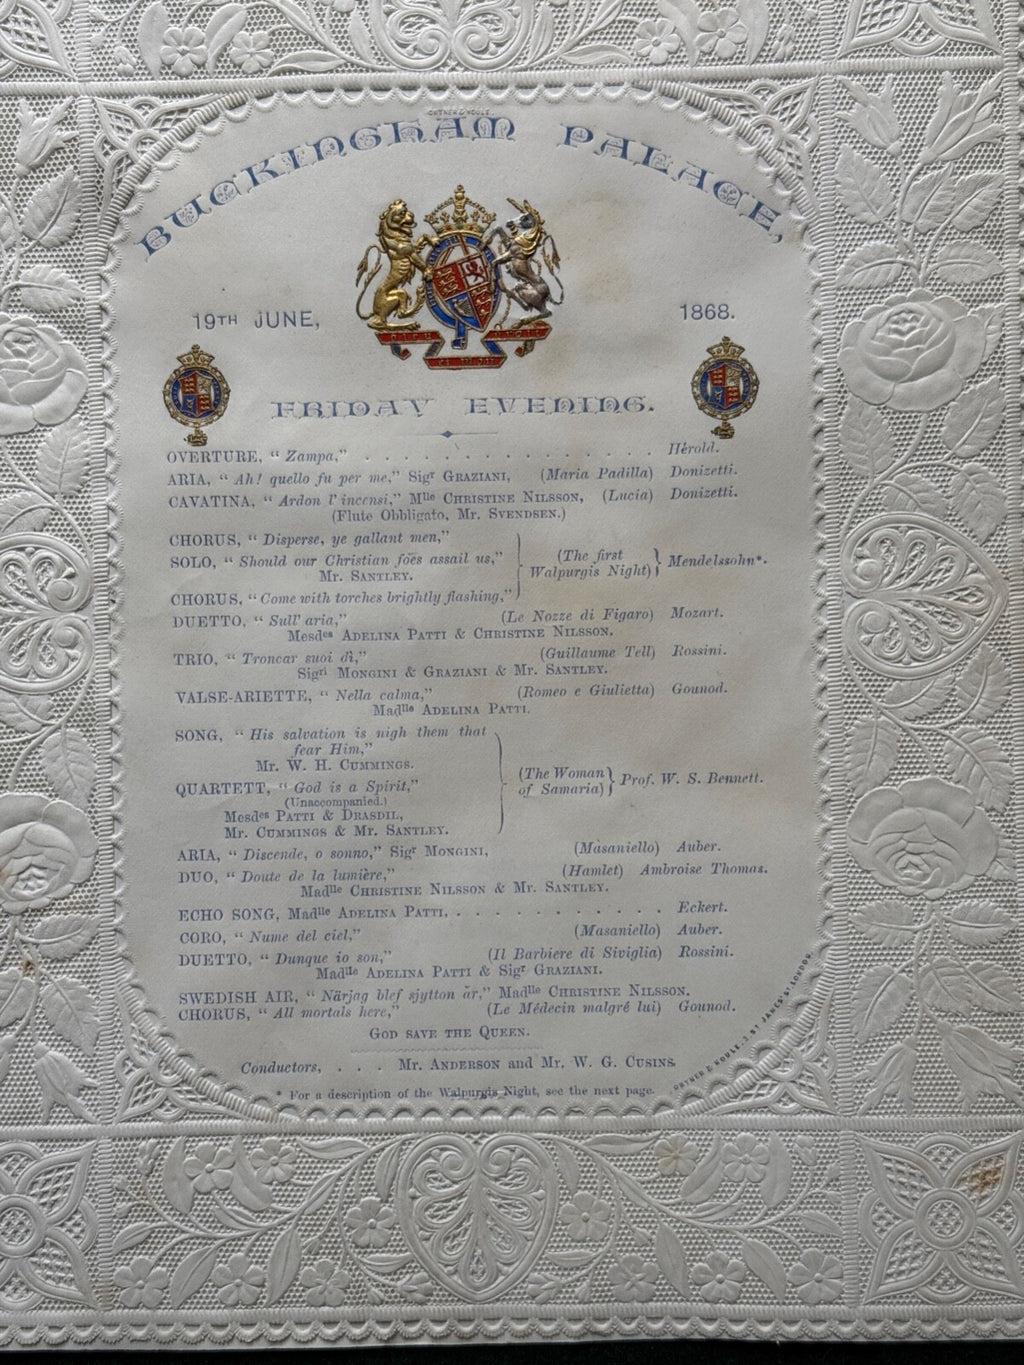 ORTNER & HOULE.
BUCKINGHAM PALACE,
19TH JUNE, 1868.
FRIDAY EVENING.
OVERTURE, “ Zampa,” . . . . . . . . . . . . . . Hérold.
ARIA, “ Ah! quello fu per me,” Sigr GRAZIANI, (Maria Padilla) Donizetti.
CAVATINA, “ Ardon l’ incensi,” Mlle CHRISTINE NILSSON, (Lucia) Donizetti.
(Flute Obbligato, Mr. SVENDSEN.)
CHORUS, “ Disperse, ye gallant men,”
SOLO, “ Should our Christian foes assail us,” (The first Walpurgis Night) Mendelssohn*.
Mr. SANTLEY.
CHORUS, “ Come with torches brightly flashing,”
DUETTO, “ Sull’ aria,” (Le Nozze di Figaro) Mozart.
Mesdes ADELINA PATTI & CHRISTINE NILSSON.
TRIO, “ Troncar suoi dì,” (Guillaume Tell) Rossini.
Sigri MONGINI & GRAZIANI & Mr. SANTLEY.
VALSE-ARIETTE, “ Nella calma,” (Romeo e Giulietta) Gounod.
Madlle ADELINA PATTI.
SONG, “ His salvation is nigh them that
fear Him,”
Mr. W. H. CUMMINGS.
QUARTETT, “ God is a Spirit,” (The Woman of Samaria) Prof. W. S. Bennett.
(Unaccompanied.)
Mesdes PATTI & DRASDIL,
Mr. CUMMINGS & Mr. SANTLEY.
ARIA, “ Discende, o sonno,” Sigr MONGINI, (Masaniello) Auber.
DUO, “ Doute de la lumière,” (Hamlet) Ambroise Thomas.
Madlle CHRISTINE NILSSON & Mr. SANTLEY.
ECHO SONG, Madlle ADELINA PATTI, . . . . . . . . . . . . Eckert.
CORO, “ Nume del ciel,” (Masaniello) Auber.
DUETTO, “ Dunque io son,” (Il Barbiere di Siviglia) Rossini.
Madlle ADELINA PATTI & Sigr GRAZIANI.
SWEDISH AIR, “ Närjag blef sjytton år,” Madlle CHRISTINE NILSSON.
CHORUS, “ All mortals here,” (Le Médecin malgré lui) Gounod.
GOD SAVE THE QUEEN.
Conductors, . . . Mr. ANDERSON and Mr. W. G. CUSINS.
* For a description of the Walpurgis Night, see the next page.
ORTNER & HOULE, 3, ST JAMES’S ST LONDON.